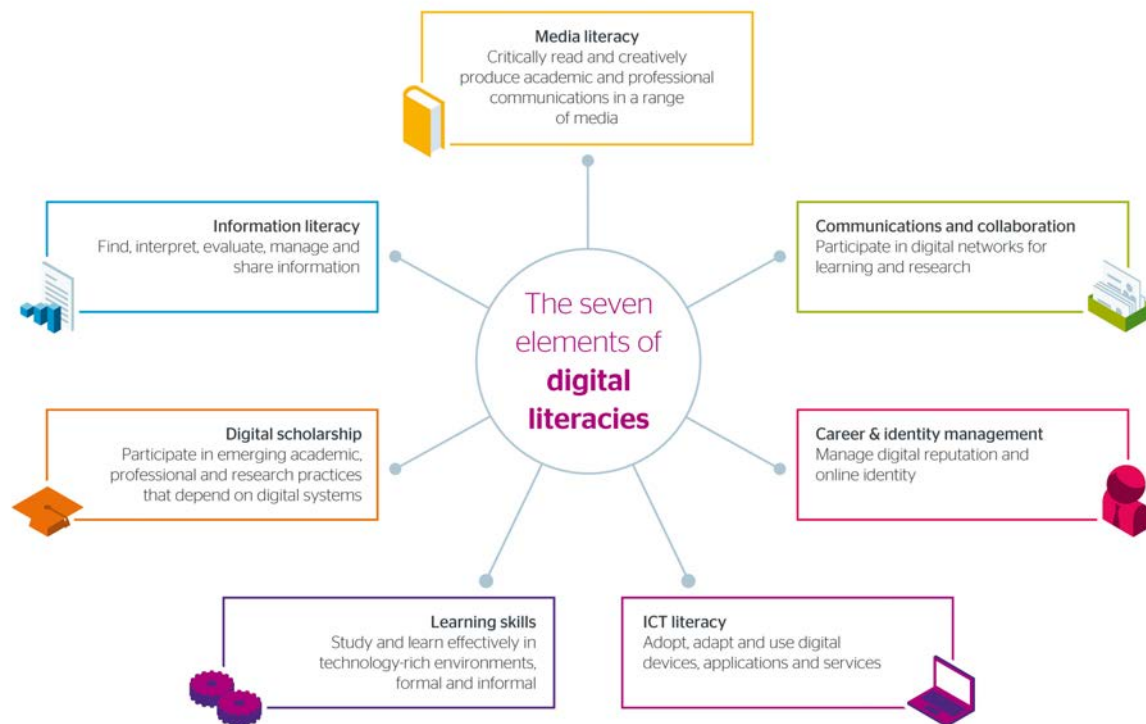 Media literacy
Critically read and creatively
produce academic and professional
communications in a range
of media
Information literacy
Find, interpret, evaluate, manage and
share information
Communications and collaboration
Participate in digital networks for
learning and research
The seven
elements of
digital
literacies
Digital scholarship
Participate in emerging academic,
professional and research practices
that depend on digital systems
Career & identity management
Manage digital reputation and
online identity
Learning skills
Study and learn effectively in
technology-rich environments,
formal and informal
ICT literacy
Adopt, adapt and use digital
devices, applications and services